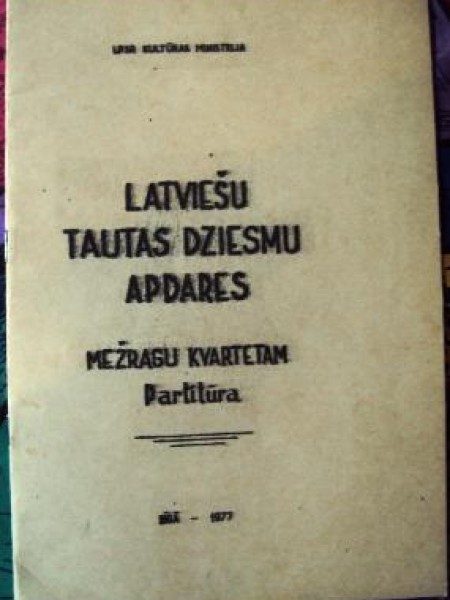 LPSR KULTŪRAS MINISTRIJA
LATVIEŠU
TAUTAS DZIESMU
APDARES
MEŽRAGU KVARTETAM
Partitūra
RĪGĀ - 1977